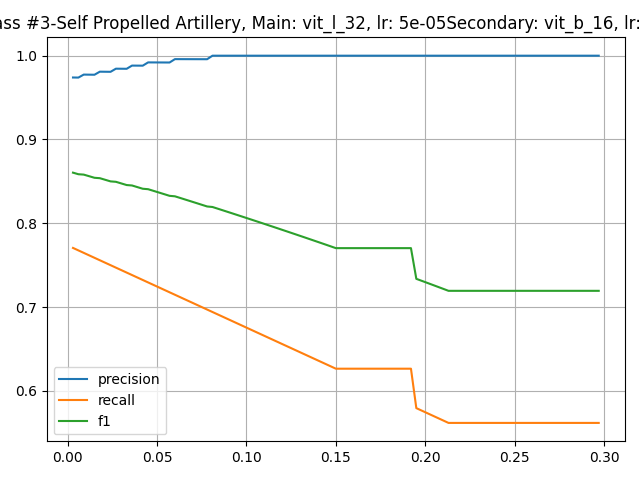 ass #3-Self Propelled Artillery, Main: vit_l_32, lr: 5e-05Secondary: vit_b_16, lr:
1.0
0.9
0.8
0.7
0.6
precision
recall
f1
0.00 0.05 0.10 0.15 0.20 0.25 0.30